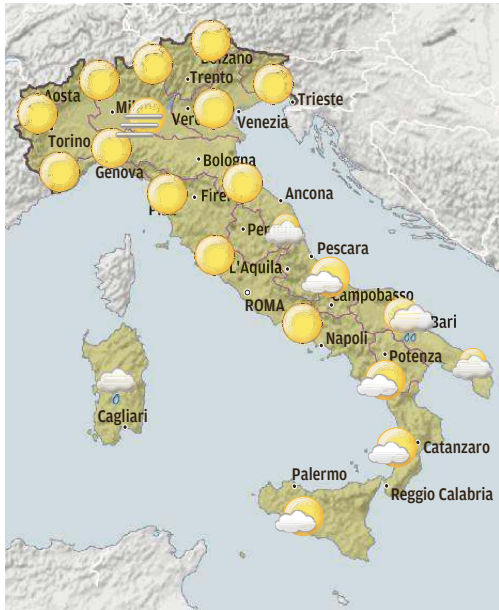 Bolzano
Trento
Aosta
Trieste
Venezia
Torino
Bologna
Genova
Ancona
Pescara
L'Aquila
ROMA
Campobasso
Bari
Napoli
Potenza
Cagliari
Catanzaro
Palermo
Reggio Calabria